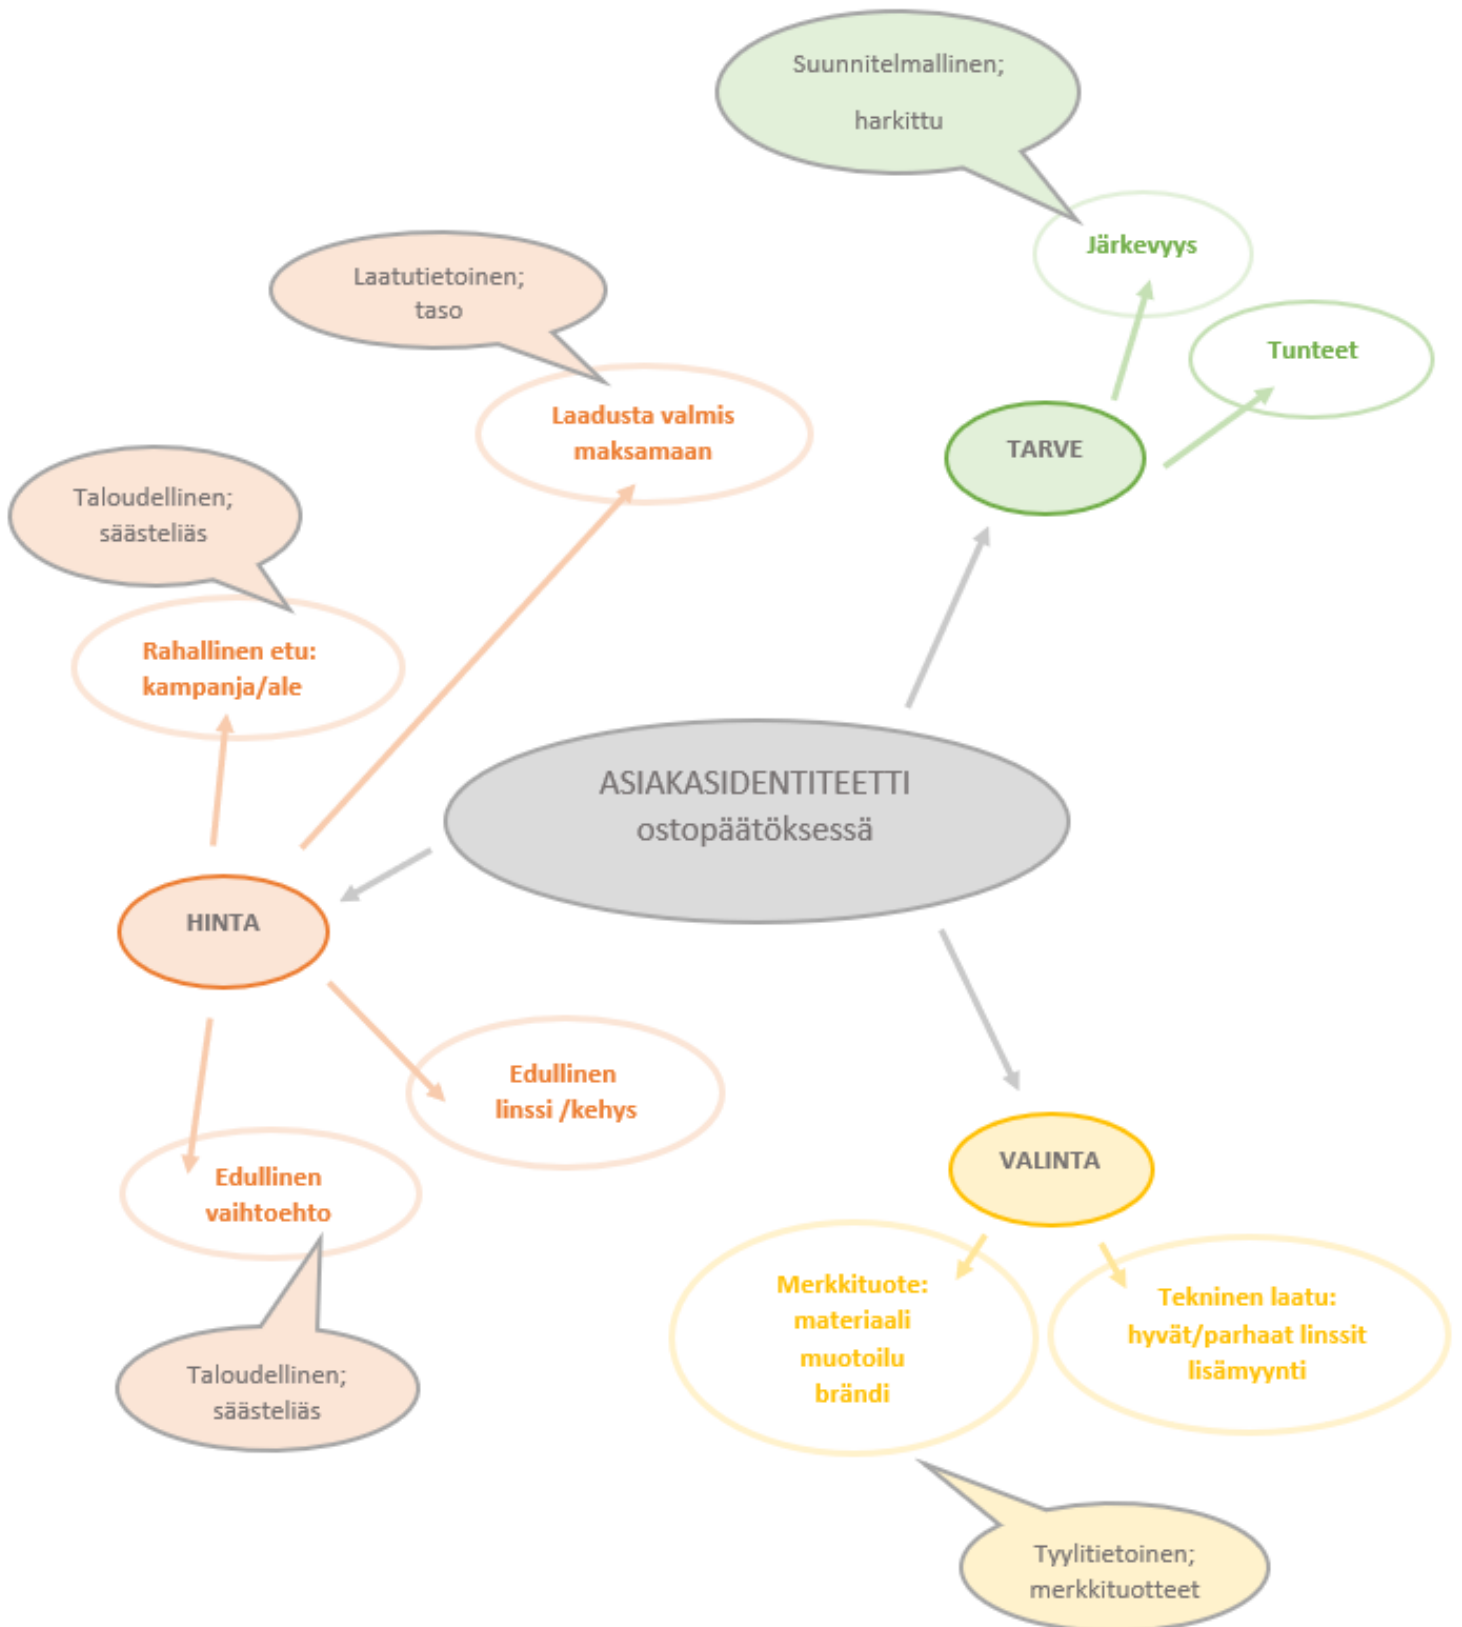 Suunnitelmallinen;
harkittu
Järkevyys
Tunteet
TARVE
Laatutietoinen;
taso
Laadusta valmis
maksamaan
Taloudellinen;
säästeliäs
Rahallinen etu:
kampanja/ale
ASIAKASIDENTITEETTI
ostopäätöksessä
HINTA
Edullinen
linssi /kehys
Edullinen
vaihtoehto
Taloudellinen;
säästeliäs
VALINTA
Merkkituote:
materiaali
muotoilu
brändi
Tekninen laatu:
hyvät/parhaat linssit
lisämyynti
Tyylitietoinen;
merkkituotteet